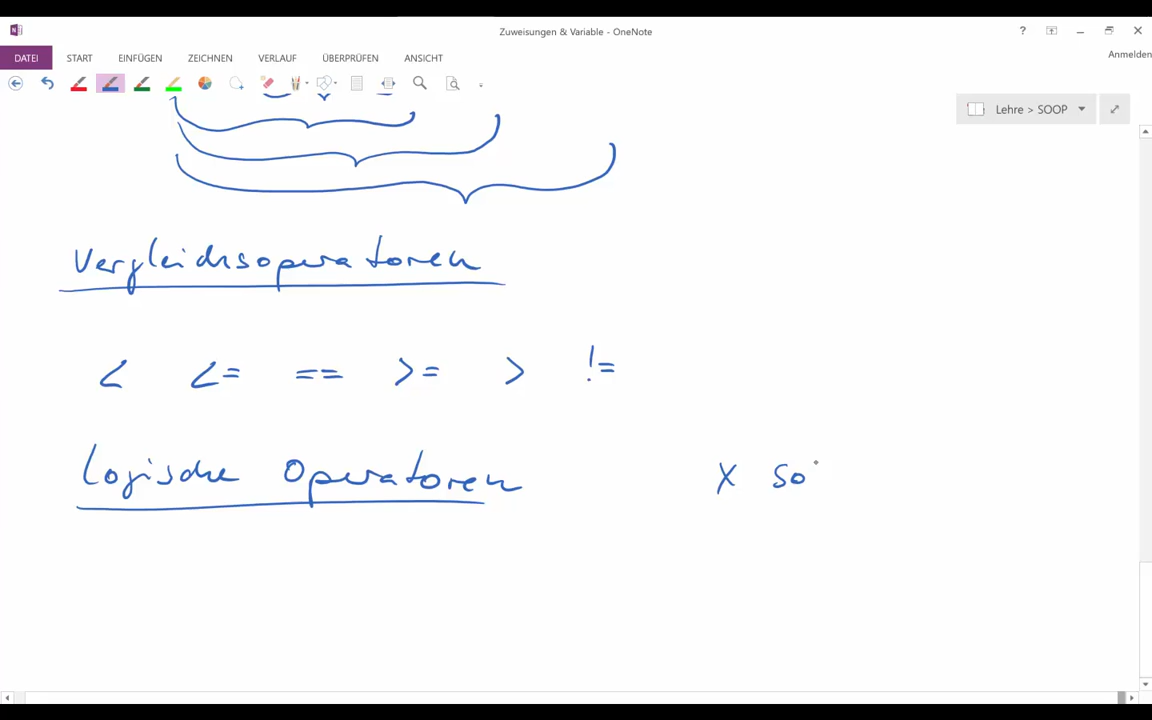 Zuweisungen & Variable - OneNote
?
DATEI START EINFÜGEN ZEICHNEN VERLAUF ÜBERPRÜFEN ANSICHT
Anmelden
Lehre > SOOP
Vergleichsoperatoren
< <= == >= > !=
Logische Operatoren x so